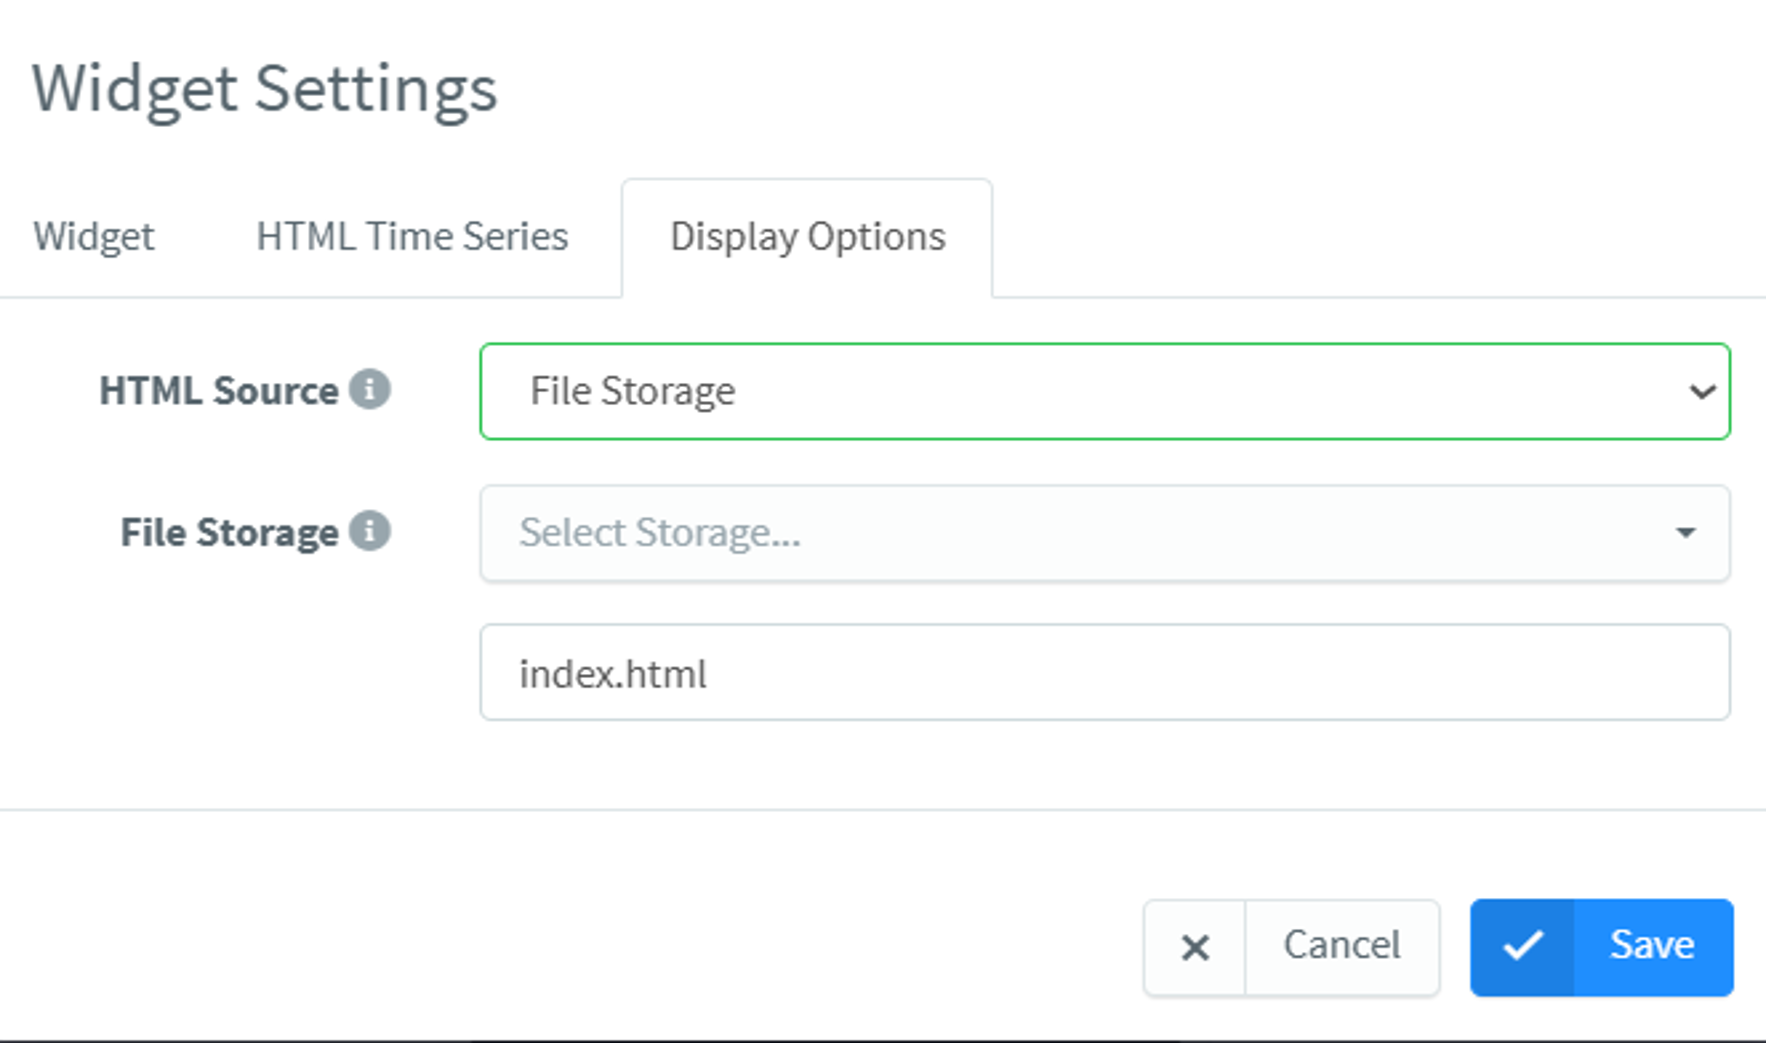 Widget Settings
Widget HTML Time Series Display Options
HTML Source File Storage
File Storage Select Storage...
index.html
Cancel Save